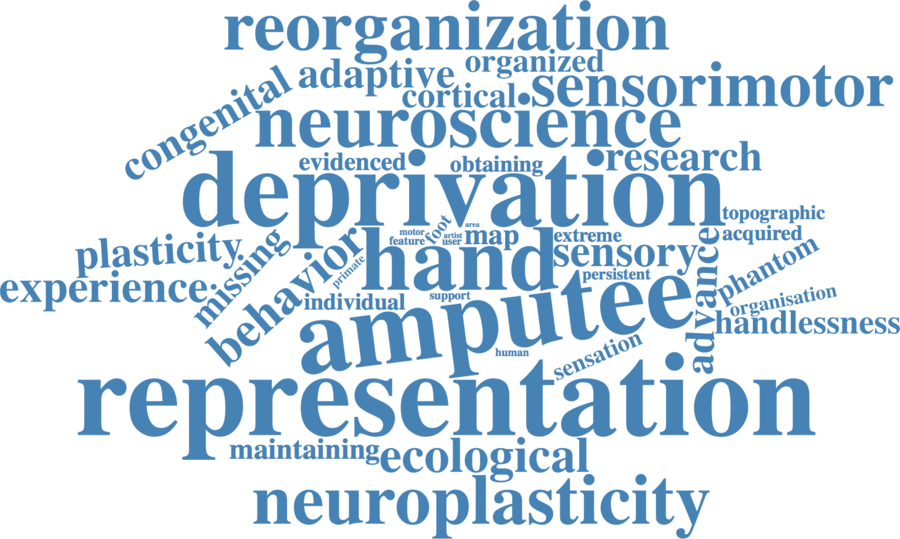 reorganization
organized
adaptive
sensorimotor
cortical
congenital
neuroscience
evidenced
obtaining
research
deprivation
topographic
foot
area
motor
artist
map
extreme
acquired
feature
user
hand
plasticity
missing
behavior
primate
sensory
advance
phantom
persistent
experience
individual
support
organisation
amputee
handlessness
human
sensation
representation
maintaining
ecological
neuroplasticity